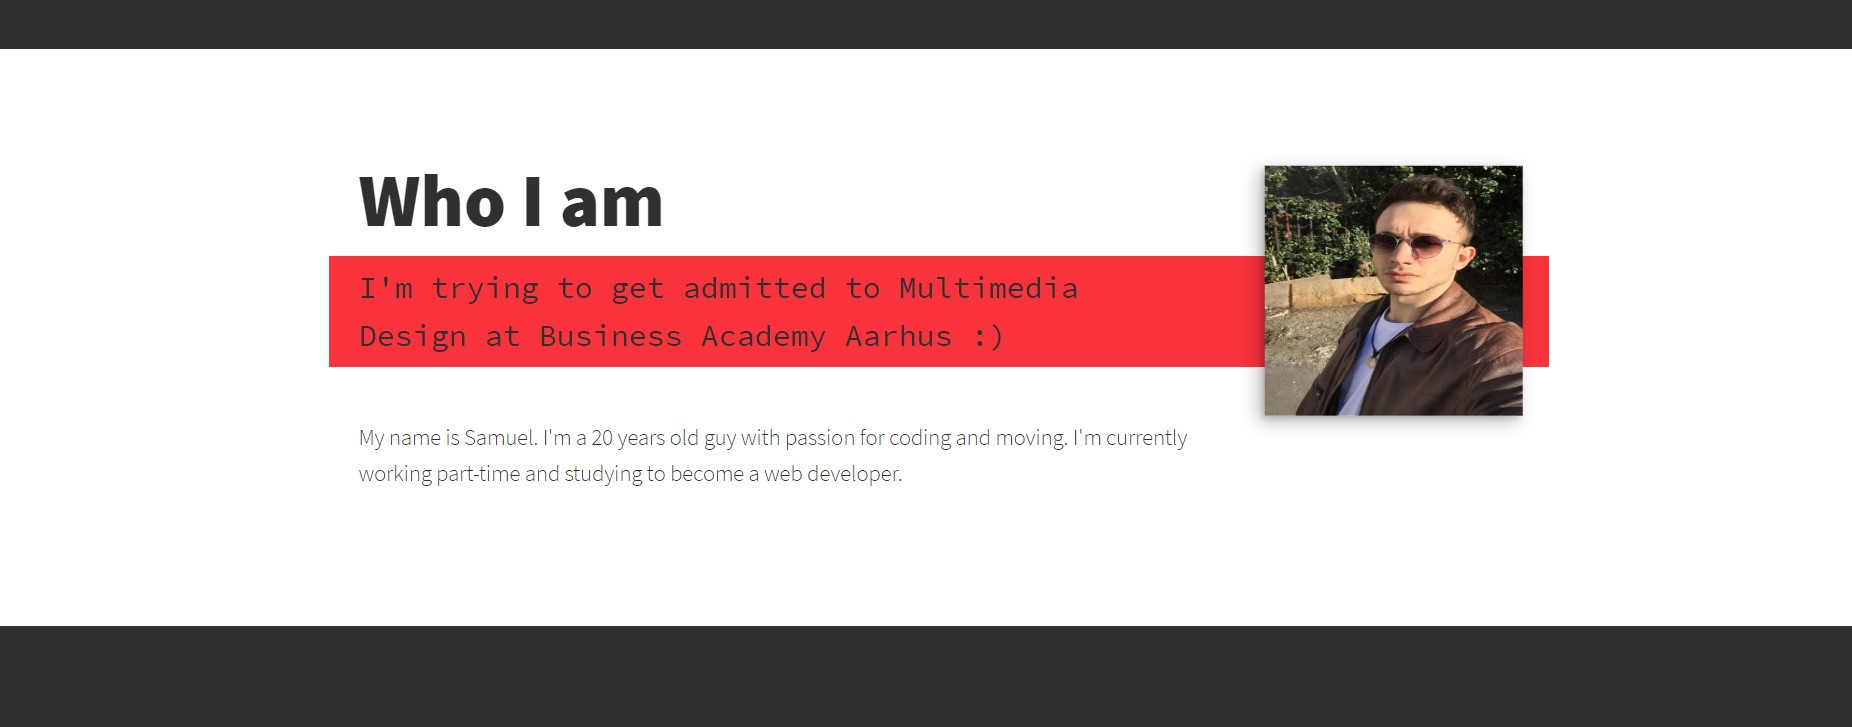 Who I am
I'm trying to get admitted to Multimedia
Design at Business Academy Aarhus :)
My name is Samuel. I'm a 20 years old guy with passion for coding and moving. I'm currently
working part-time and studying to become a web developer.